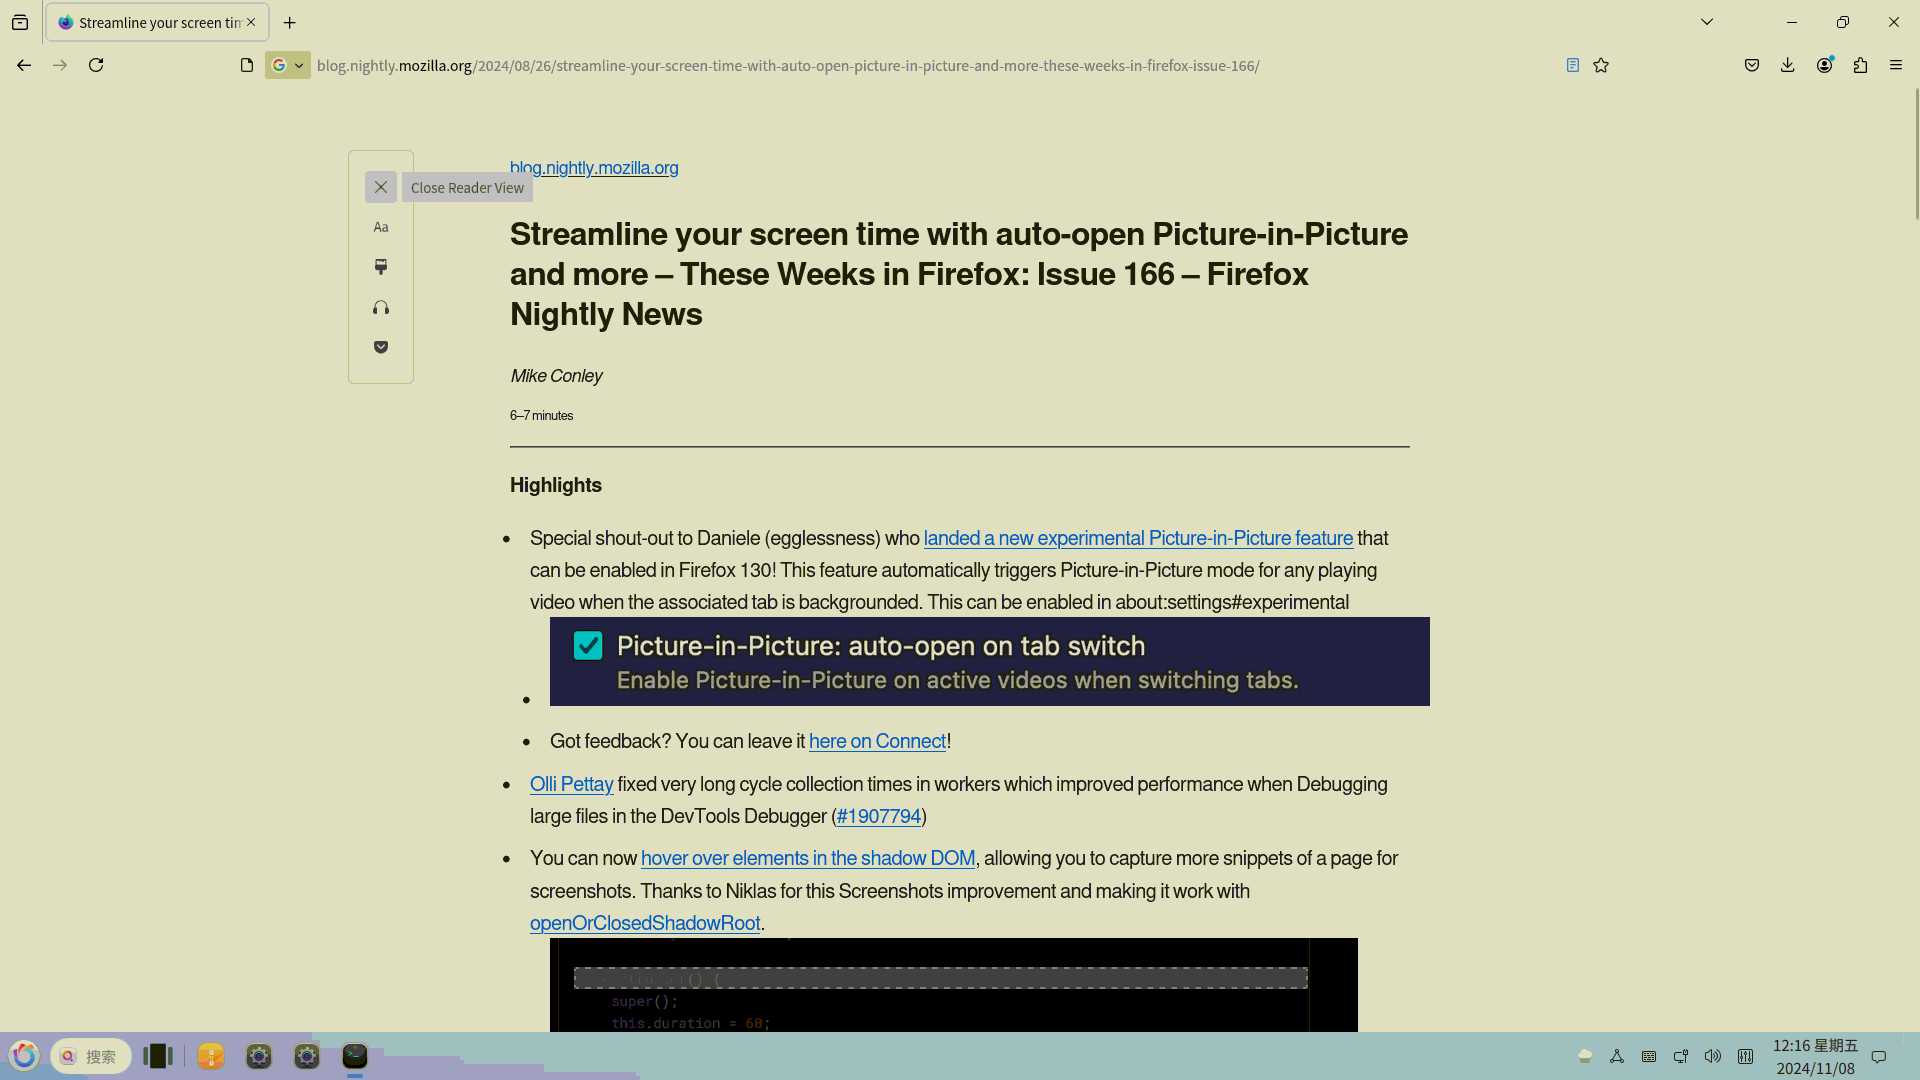 Streamline your screen tim
blog.nightly.mozilla.org/2024/08/26/streamline-your-screen-time-with-auto-open-picture-in-picture-and-more-these-weeks-in-firefox-issue-166/
blog.nightly.mozilla.org
Close Reader View
Aa
Streamline your screen time with auto-open Picture-in-Picture
and more – These Weeks in Firefox: Issue 166 – Firefox
Nightly News
Mike Conley
6–7 minutes
Highlights
Special shout-out to Daniele (egglessness) who landed a new experimental Picture-in-Picture feature that
can be enabled in Firefox 130! This feature automatically triggers Picture-in-Picture mode for any playing
video when the associated tab is backgrounded. This can be enabled in about:settings#experimental
Picture-in-Picture: auto-open on tab switch
Enable Picture-in-Picture on active videos when switching tabs.
Got feedback? You can leave it here on Connect!
Olli Pettay fixed very long cycle collection times in workers which improved performance when Debugging
large files in the DevTools Debugger (#1907794)
You can now hover over elements in the shadow DOM, allowing you to capture more snippets of a page for
screenshots. Thanks to Niklas for this Screenshots improvement and making it work with
openOrClosedShadowRoot.
super();
this.duration = 60;
搜索
12:16 星期五
2024/11/08